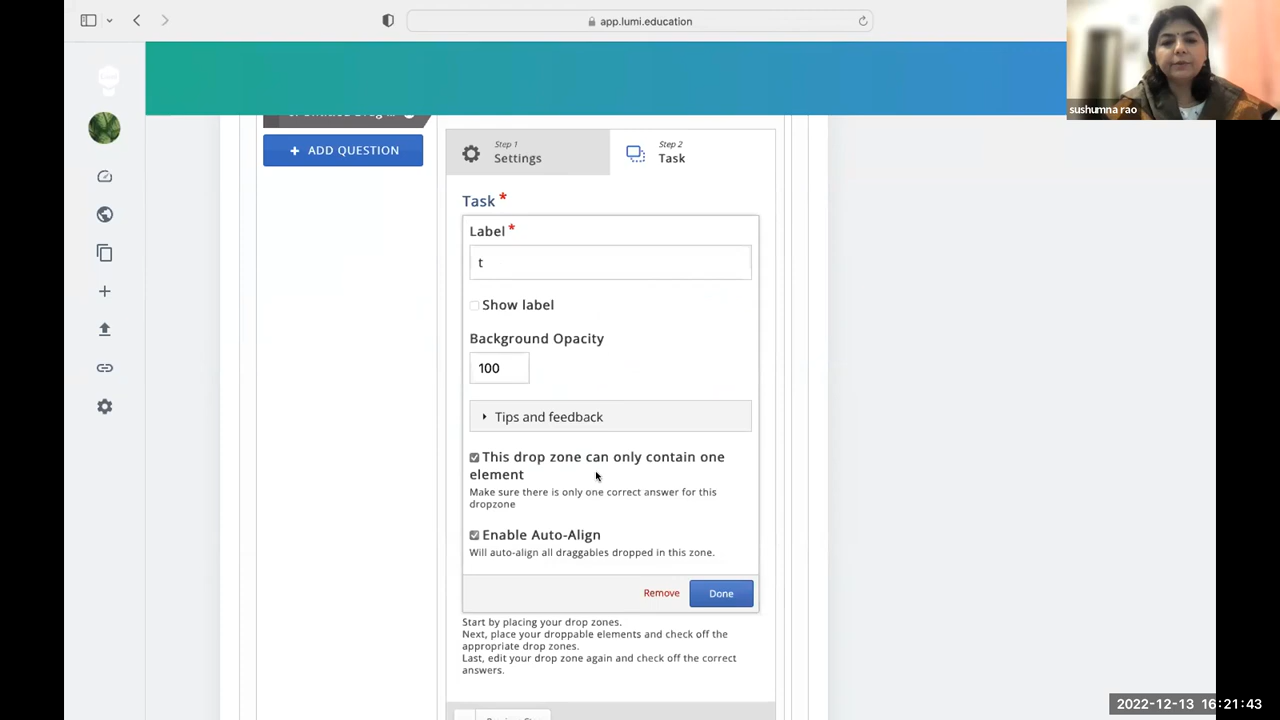 app.lumi.education
sushumna rao
+ ADD QUESTION
Step 1
Settings
Step 2
Task
Task *
Label *
t
Show label
Background Opacity
100
Tips and feedback
This drop zone can only contain one
element
Make sure there is only one correct answer for this
dropzone
Enable Auto-Align
Will auto-align all draggables dropped in this zone.
Remove
Done
Start by placing your drop zones.
Next, place your droppable elements and check off the
appropriate drop zones.
Last, edit your drop zone again and check off the correct
answers.
2022-12-13 16:21:43